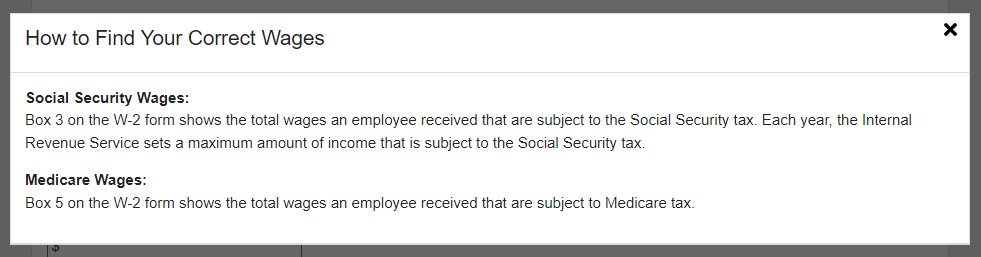 How to Find Your Correct Wages
Social Security Wages:
Box 3 on the W-2 form shows the total wages an employee received that are subject to the Social Security tax. Each year, the Internal
Revenue Service sets a maximum amount of income that is subject to the Social Security tax.
Medicare Wages:
Box 5 on the W-2 form shows the total wages an employee received that are subject to Medicare tax.